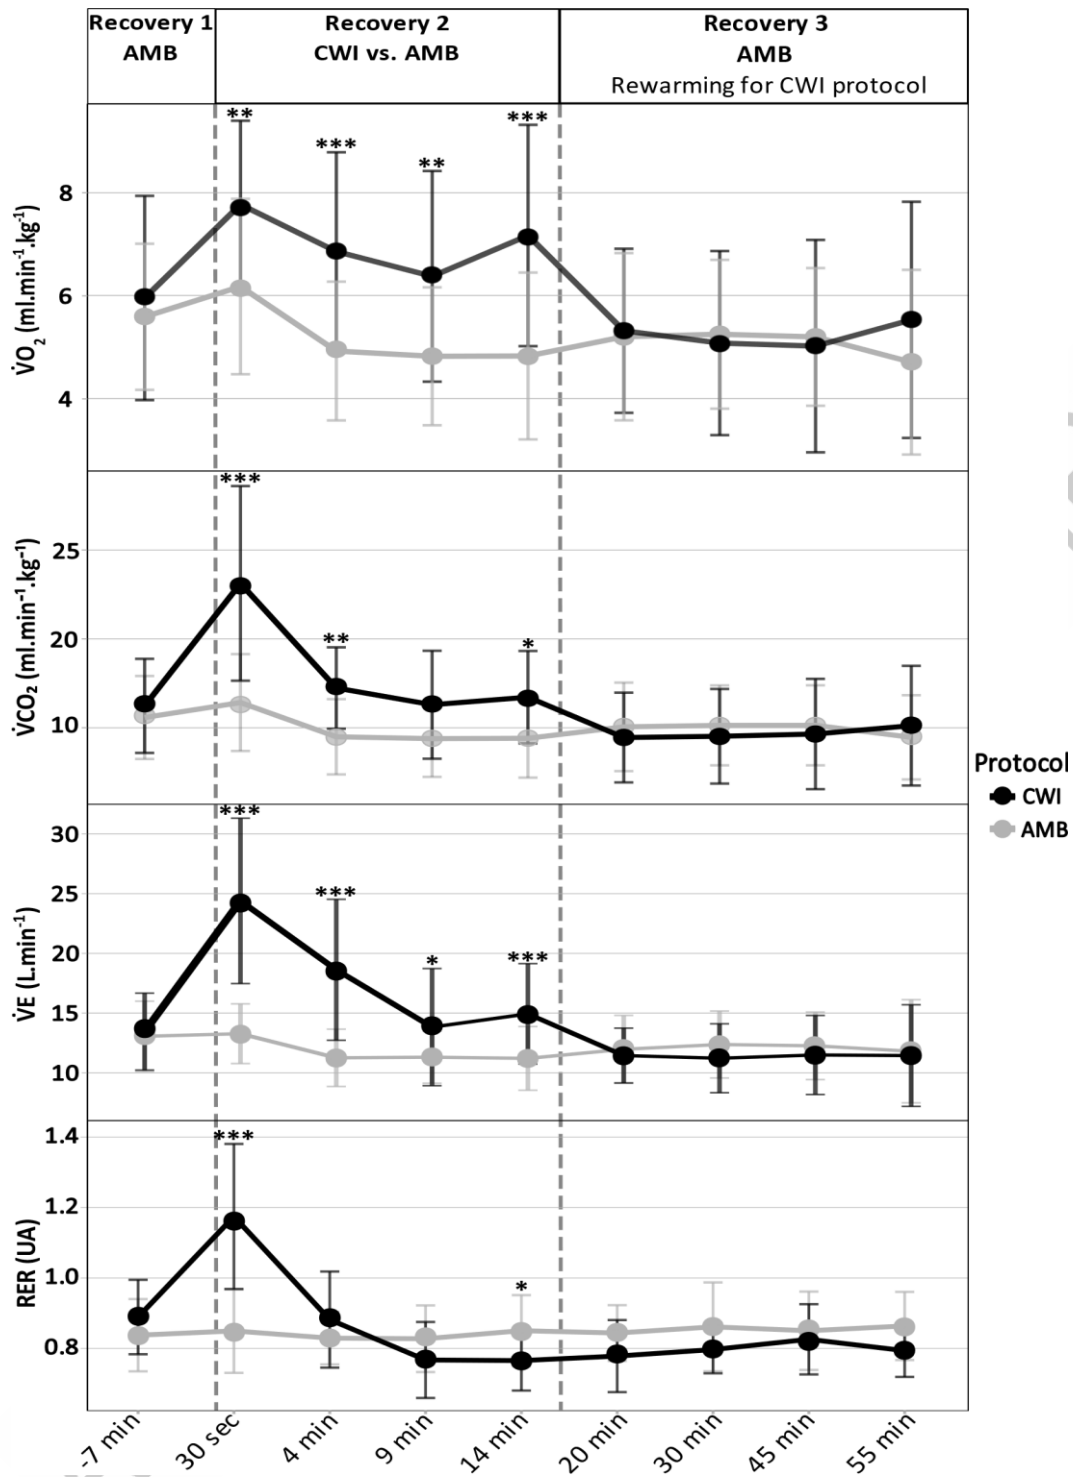 Recovery 1
AMB
Recovery 2
CWI vs. AMB
Recovery 3
AMB
Rewarming for CWI protocol
V̇O₂ (ml.min⁻¹.kg⁻¹)
8
6
4
**
***
**
***
V̇CO₂ (ml.min⁻¹.kg⁻¹)
25
20
10
***
**
*
V̇E (L.min⁻¹)
30
25
20
15
10
***
***
*
***
RER (UA)
1.4
1.2
1.0
0.8
***
*
-7 min
30 sec
4 min
9 min
14 min
20 min
30 min
45 min
55 min
Protocol
CWI
AMB